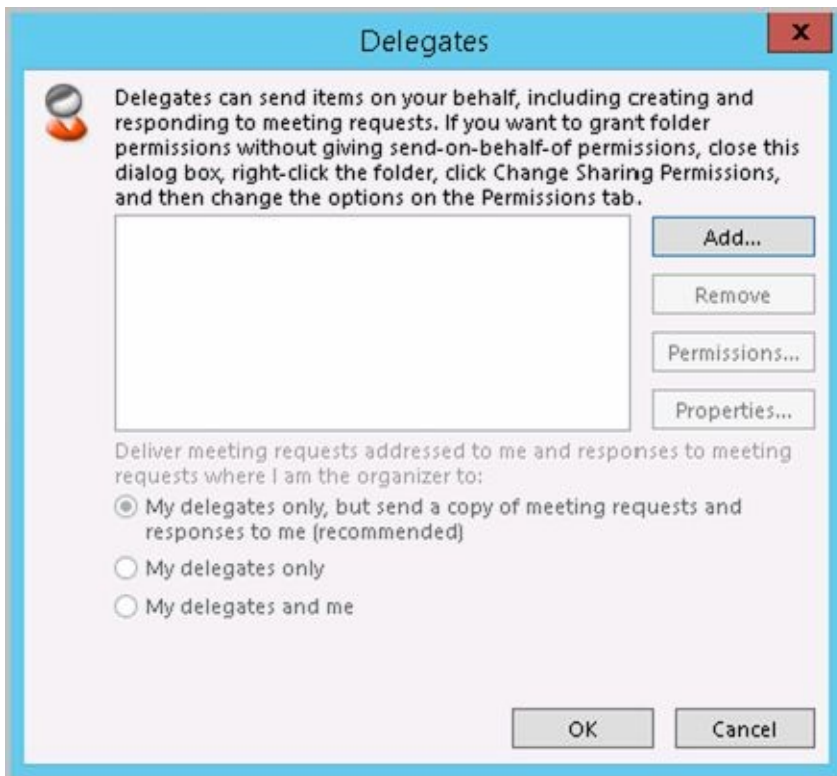 Delegates
x
Delegates can send items on your behalf, including creating and
responding to meeting requests. If you want to grant folder
permissions without giving send-on-behalf-of permissions, close this
dialog box, right-click the folder, click Change Sharing Permissions,
and then change the options on the Permissions tab.
Add...
Remove
Permissions...
Properties...
Deliver meeting requests addressed to me and responses to meeting
requests where I am the organizer to:
My delegates only, but send a copy of meeting requests and
responses to me (recommended)
My delegates only
My delegates and me
OK
Cancel